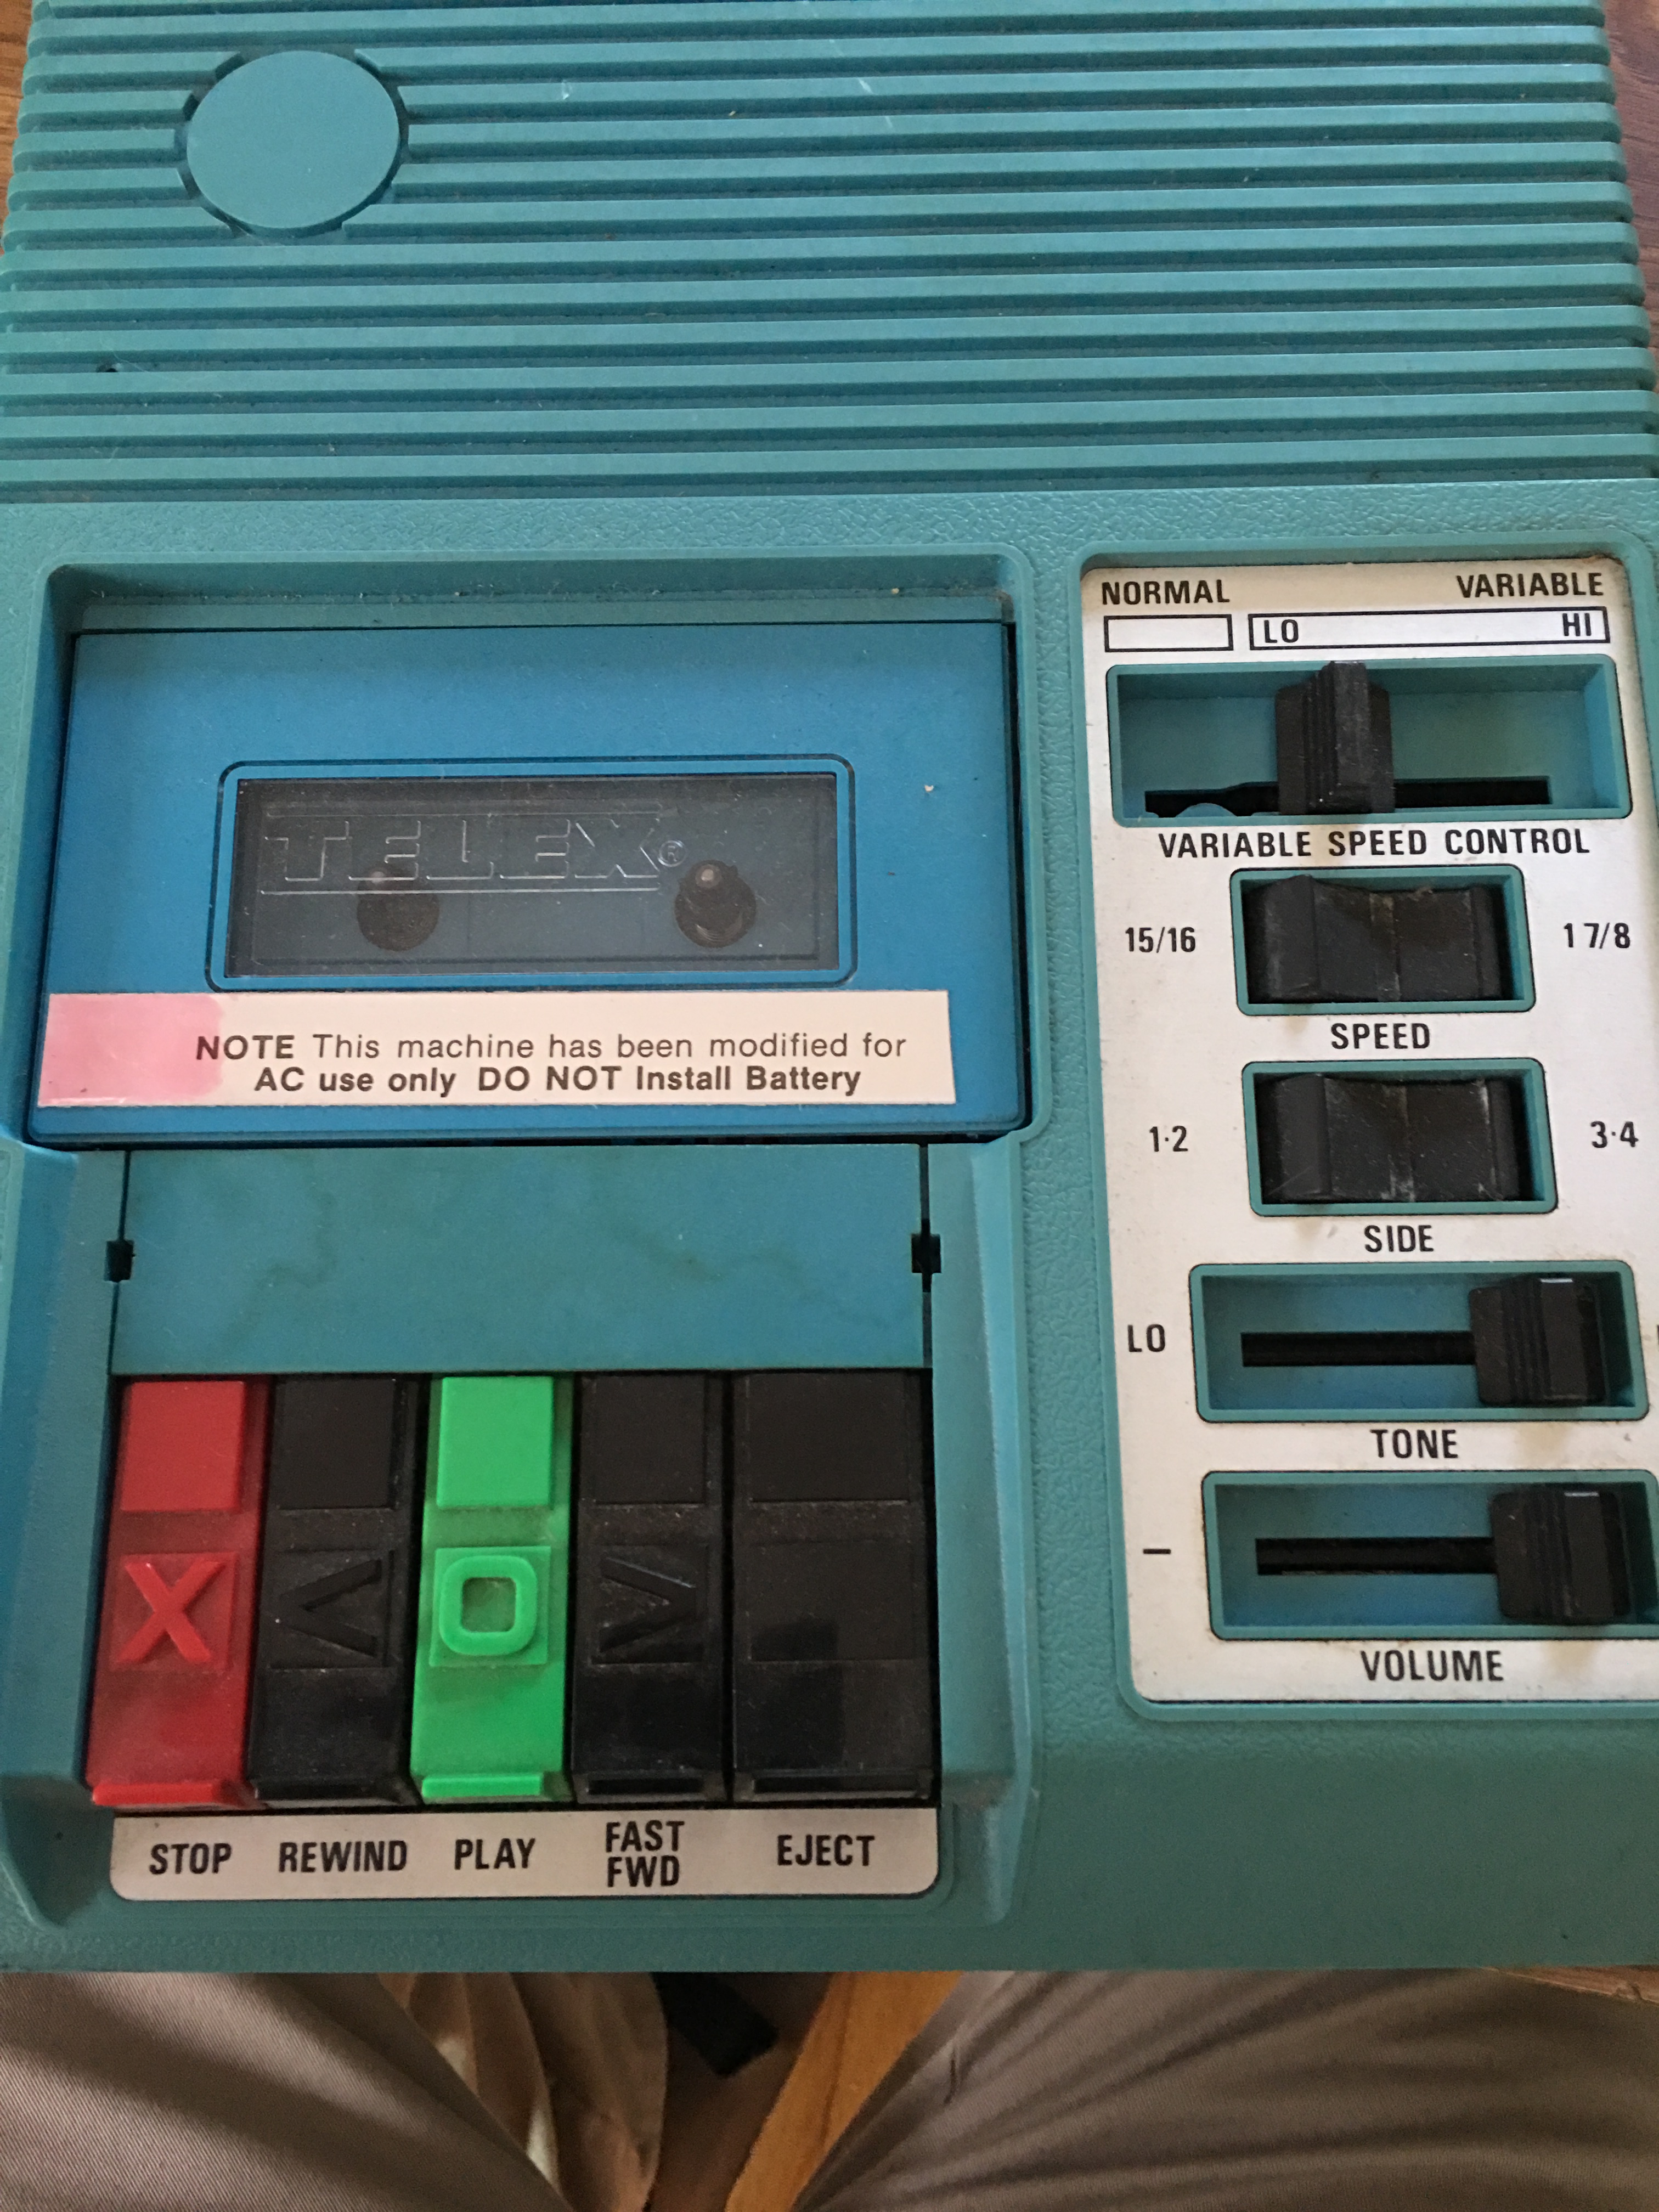 NORMAL VARIABLE
LO HI
VARIABLE SPEED CONTROL
TELEX®
15/16 1 7/8
SPEED
NOTE This machine has been modified for
AC use only DO NOT Install Battery
1·2 3·4
SIDE
LO
TONE
X < O >
–
VOLUME
STOP REWIND PLAY FAST FWD EJECT